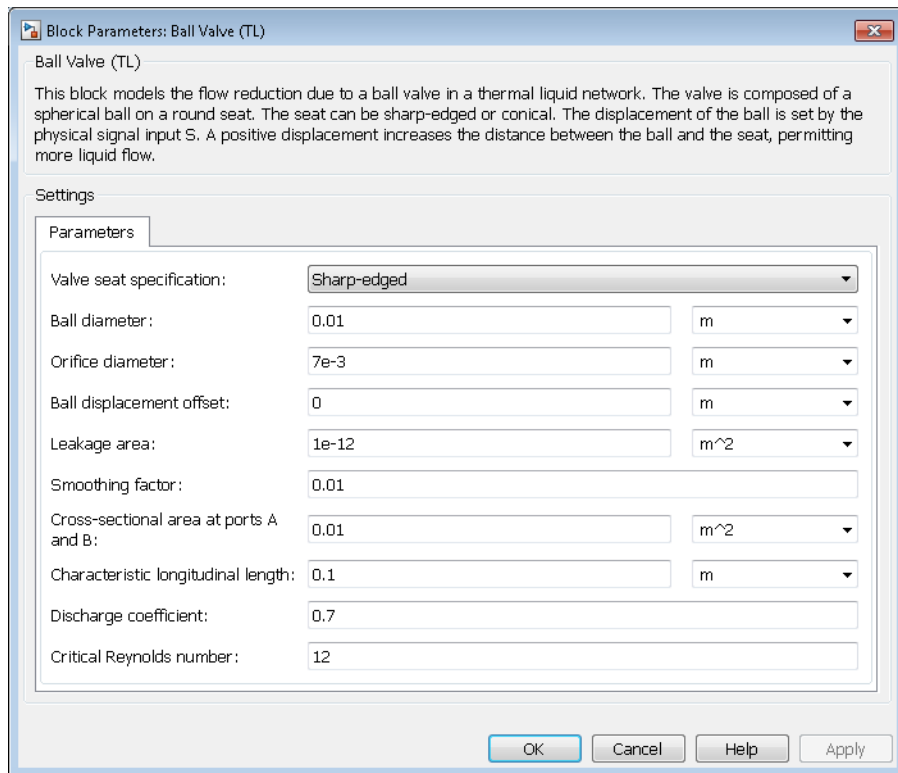 Block Parameters: Ball Valve (TL)
Ball Valve (TL)
This block models the flow reduction due to a ball valve in a thermal liquid network. The valve is composed of a
spherical ball on a round seat. The seat can be sharp-edged or conical. The displacement of the ball is set by the
physical signal input S. A positive displacement increases the distance between the ball and the seat, permitting
more liquid flow.
Settings
Parameters
Valve seat specification: Sharp-edged
Ball diameter: 0.01 m
Orifice diameter: 7e-3 m
Ball displacement offset: 0 m
Leakage area: 1e-12 m^2
Smoothing factor: 0.01
Cross-sectional area at ports A
and B: 0.01 m^2
Characteristic longitudinal length: 0.1 m
Discharge coefficient: 0.7
Critical Reynolds number: 12
OK Cancel Help Apply